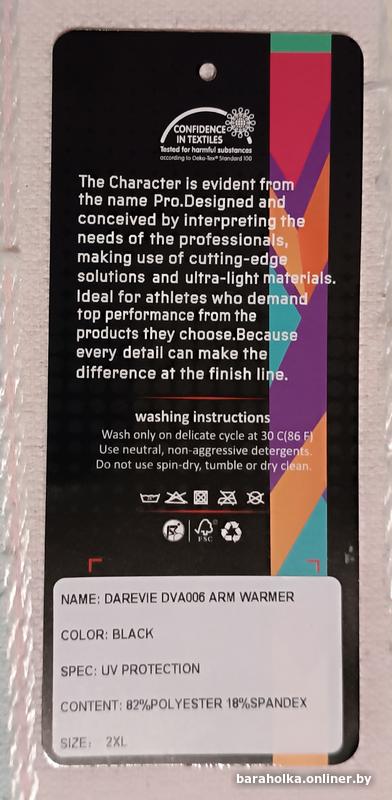 CONFIDENCE
IN TEXTILES
Tested for harmful substances
according to Oeko-Tex® Standard 100
The Character is evident from
the name Pro.Designed and
conceived by interpreting the
needs of the professionals,
making use of cutting-edge
solutions and ultra-light materials.
Ideal for athletes who demand
top performance from the
products they choose.Because
every detail can make the
difference at the finish line.
washing instructions
Wash only on delicate cycle at 30 C(86 F)
Use neutral, non-aggressive detergents.
Do not use spin-dry, tumble or dry clean.
FSC
NAME: DAREVIE DVA006 ARM WARMER
COLOR: BLACK
SPEC: UV PROTECTION
CONTENT: 82%POLYESTER 18%SPANDEX
SIZE: 2XL
baraholka.onliner.by